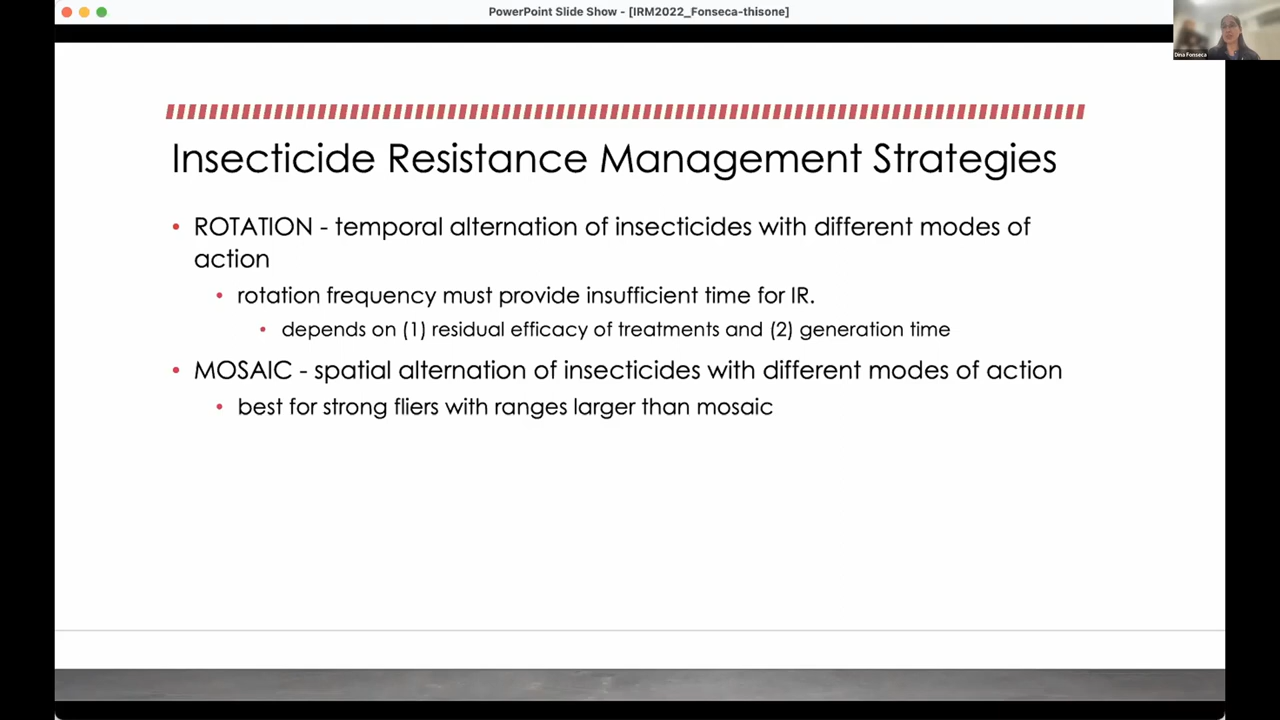 PowerPoint Slide Show - [IRM2022_Fonseca-thisone]
Dina Fonseca
Insecticide Resistance Management Strategies
• ROTATION - temporal alternation of insecticides with different modes of
action
• rotation frequency must provide insufficient time for IR.
• depends on (1) residual efficacy of treatments and (2) generation time
• MOSAIC - spatial alternation of insecticides with different modes of action
• best for strong fliers with ranges larger than mosaic